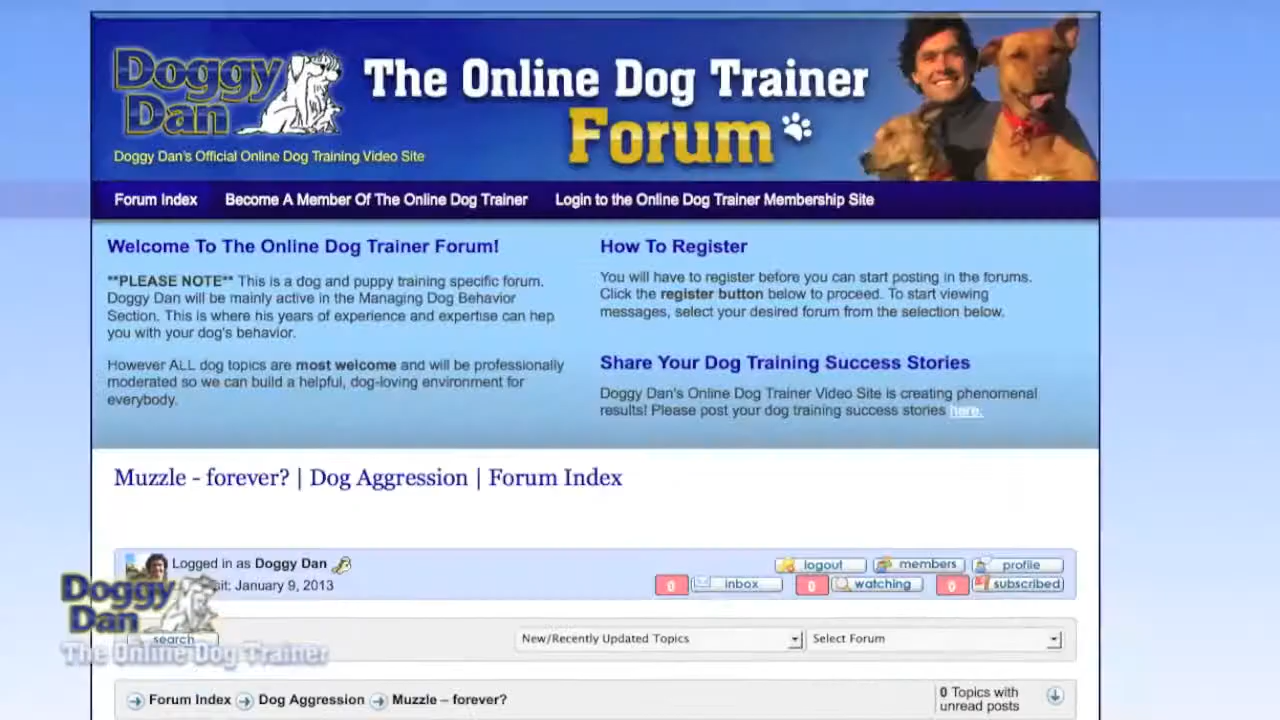 Doggy
Dan
Doggy Dan's Official Online Dog Training Video Site
The Online Dog Trainer
Forum
Forum Index
Become A Member Of The Online Dog Trainer
Login to the Online Dog Trainer Membership Site
Welcome To The Online Dog Trainer Forum!
**PLEASE NOTE** This is a dog and puppy training specific forum.
Doggy Dan will be mainly active in the Managing Dog Behavior
Section. This is where his years of experience and expertise can help
you with your dog's behavior.
However ALL dog topics are most welcome and will be professionally
moderated so we can build a helpful, dog-loving environment for
everybody.
How To Register
You will have to register before you can start posting in the forums.
Click the register button below to proceed. To start viewing
messages, select your desired forum from the selection below.
Share Your Dog Training Success Stories
Doggy Dan's Online Dog Trainer Video Site is creating phenomenal
results! Please post your dog training success stories here.
Muzzle - forever? | Dog Aggression | Forum Index
Logged in as Doggy Dan
logout
members
profile
January 9, 2013
0
inbox
0
watching
0
subscribed
Doggy
Dan
The Online Dog Trainer
search
New/Recently Updated Topics
Select Forum
Forum Index
Dog Aggression
Muzzle – forever?
0 Topics with
unread posts